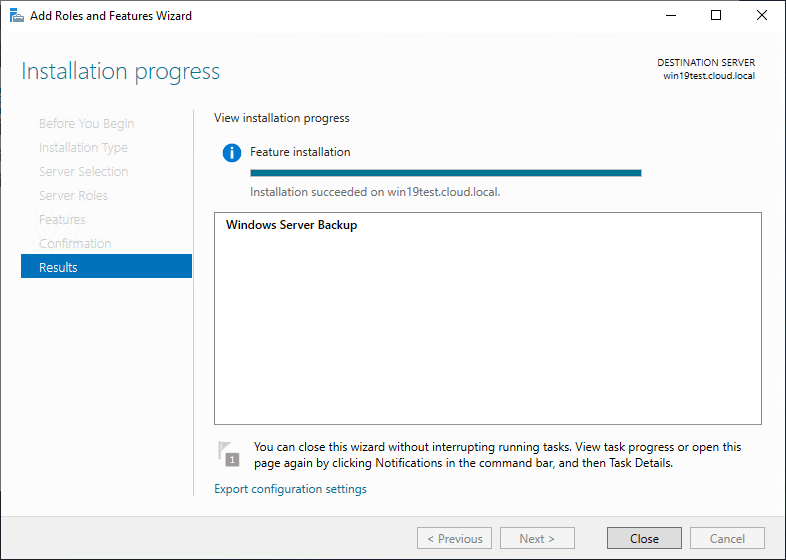 Add Roles and Features Wizard
Installation progress
DESTINATION SERVER
win19test.cloud.local
Before You Begin
Installation Type
Server Selection
Server Roles
Features
Confirmation
Results
View installation progress
Feature installation
Installation succeeded on win19test.cloud.local.
Windows Server Backup
1
You can close this wizard without interrupting running tasks. View task progress or open this
page again by clicking Notifications in the command bar, and then Task Details.
Export configuration settings
< Previous
Next >
Close
Cancel